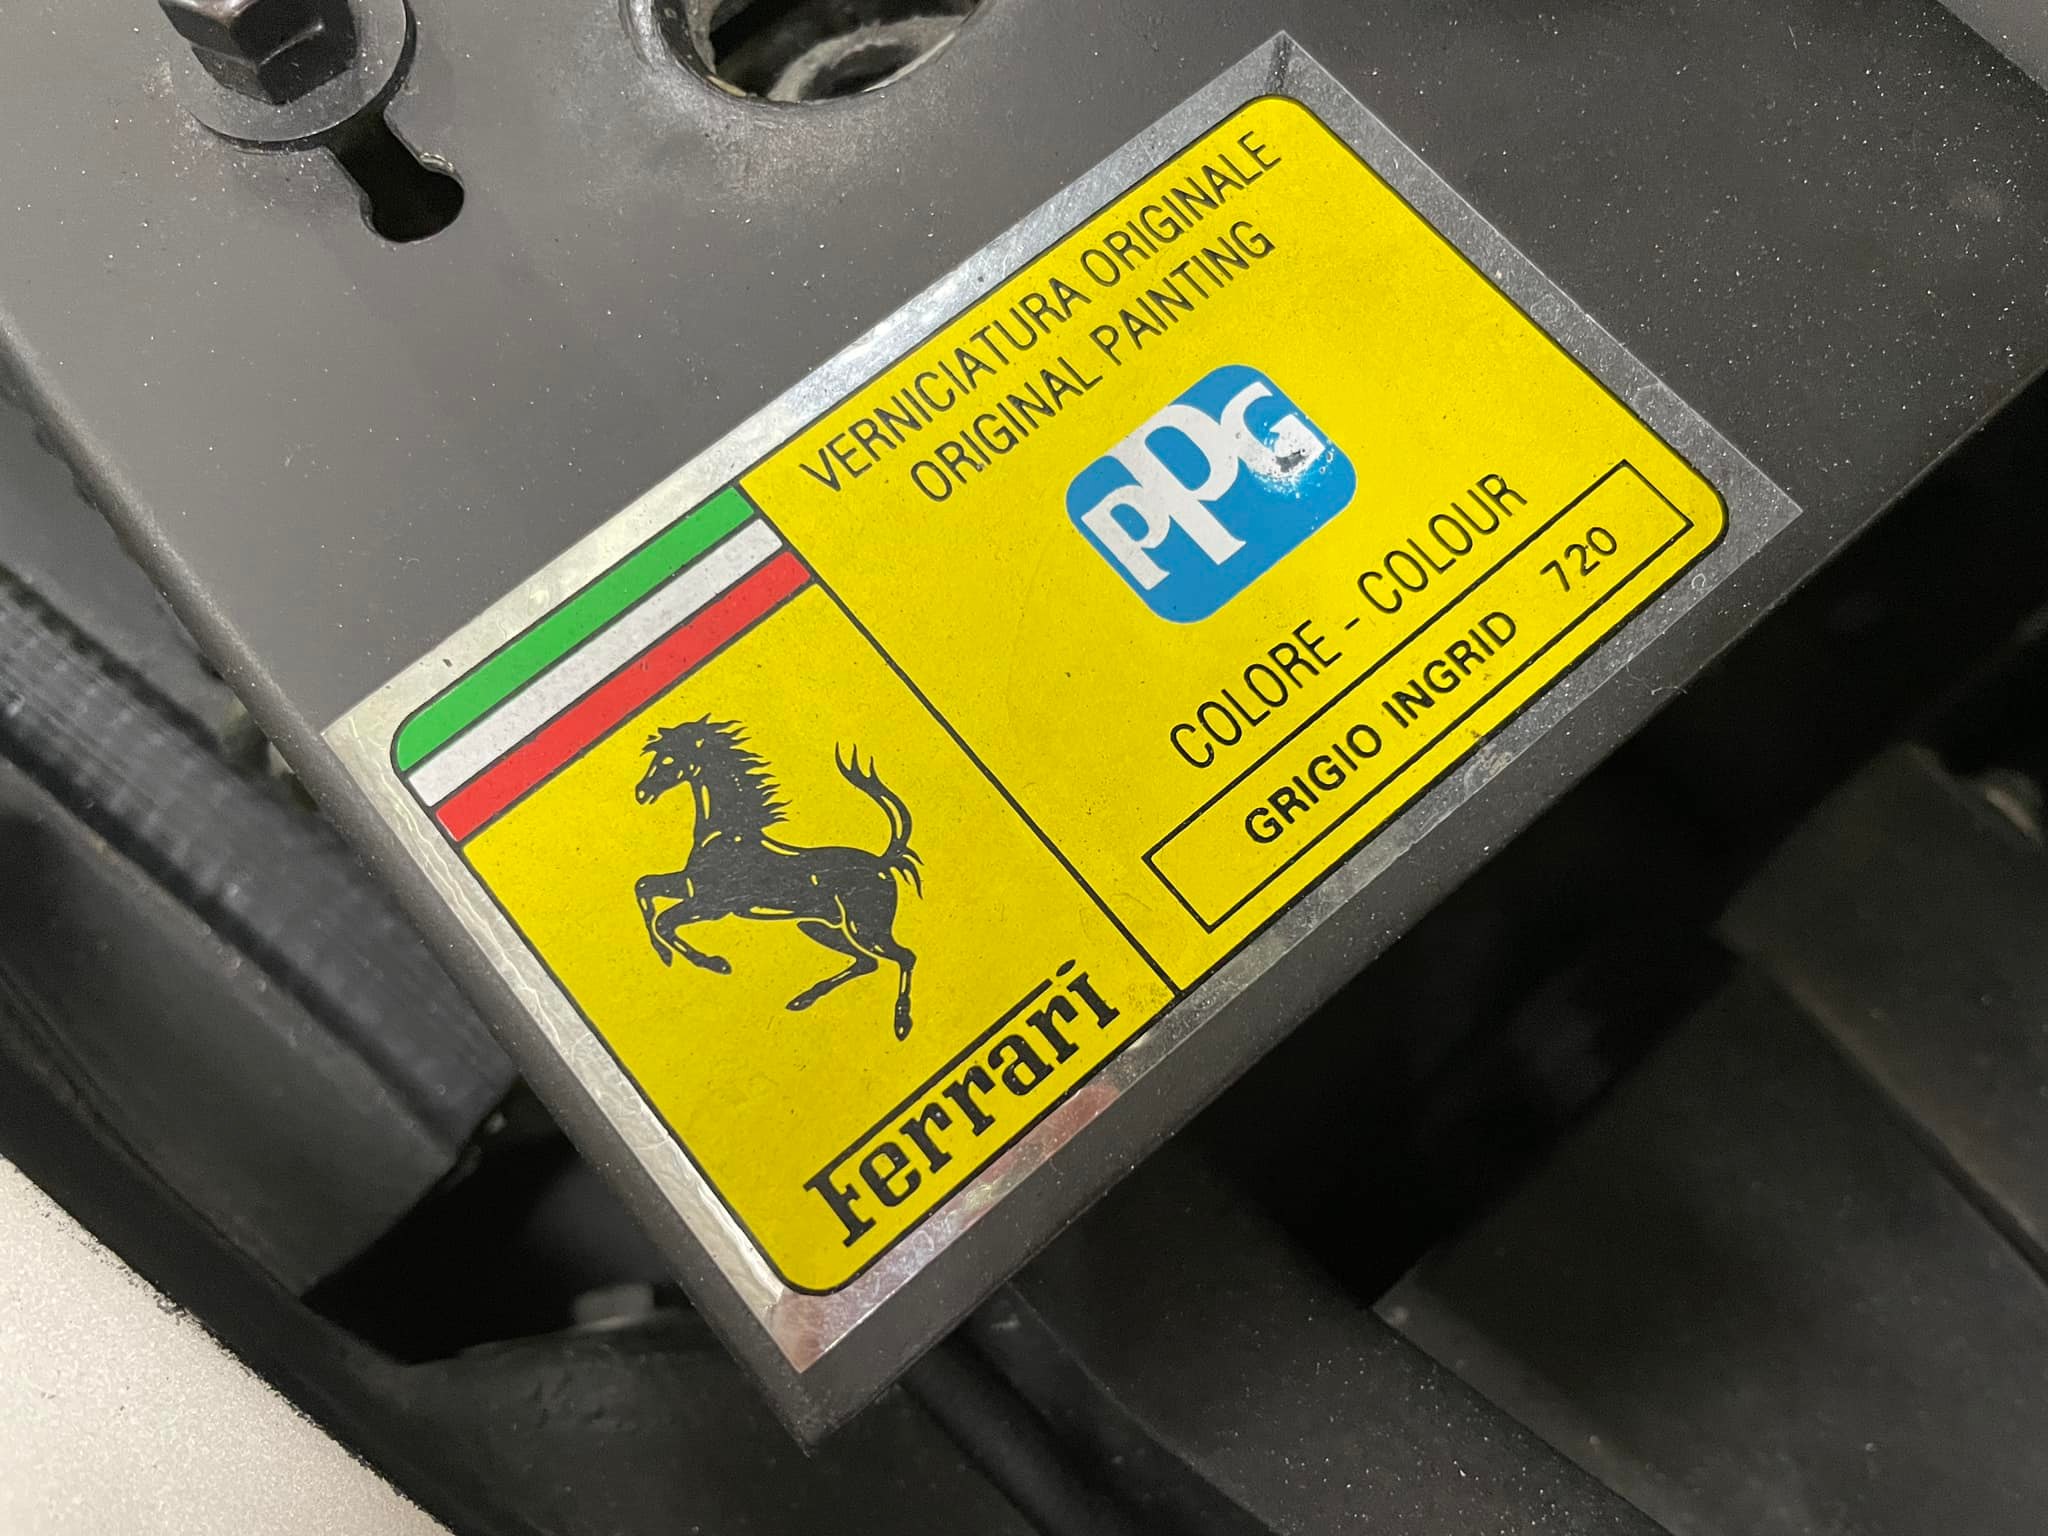 VERNICIATURA ORIGINALE
ORIGINAL PAINTING
PPG
COLORE - COLOUR
GRIGIO INGRID 720
Ferrari